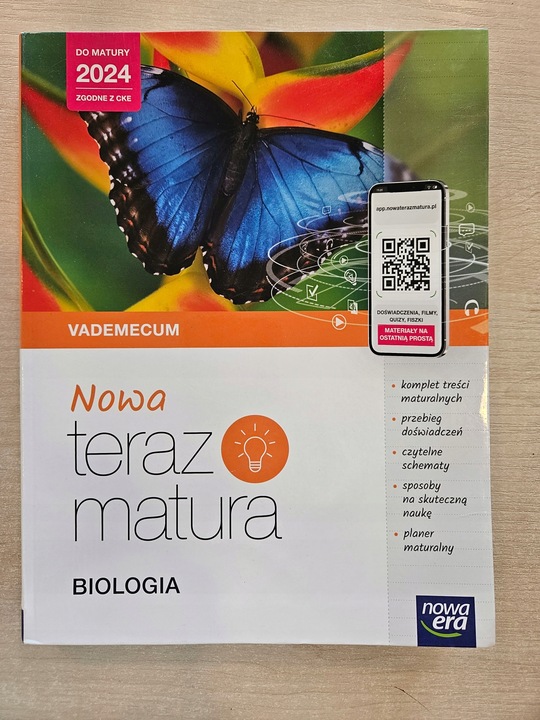 DO MATURY
2024
ZGODNE Z CKE
app.nowaterazmatura.pl
DOŚWIADCZENIA, FILMY,
QUIZY, FISZKI
MATERIAŁY NA
OSTATNIĄ PROSTĄ
VADEMECUM
Nowa
teraz
matura
BIOLOGIA
• komplet treści
maturalnych
• przebieg
doświadczeń
• czytelne
schematy
• sposoby
na skuteczną
naukę
• planer
maturalny
nowa
era